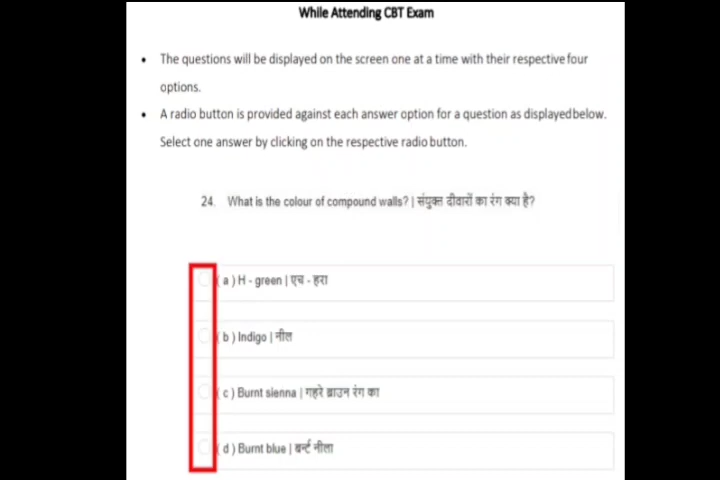 While Attending CBT Exam
• The questions will be displayed on the screen one at a time with their respective four
options.
• A radio button is provided against each answer option for a question as displayedbelow.
Select one answer by clicking on the respective radio button.
24. What is the colour of compound walls? | संयुक्त दीवारों का रंग क्या है?
( a ) H - green | एच - हरा
( b ) Indigo | नील
( c ) Burnt sienna | गहरे ब्राउन रंग का
( d ) Burnt blue | बर्न्ट नीला